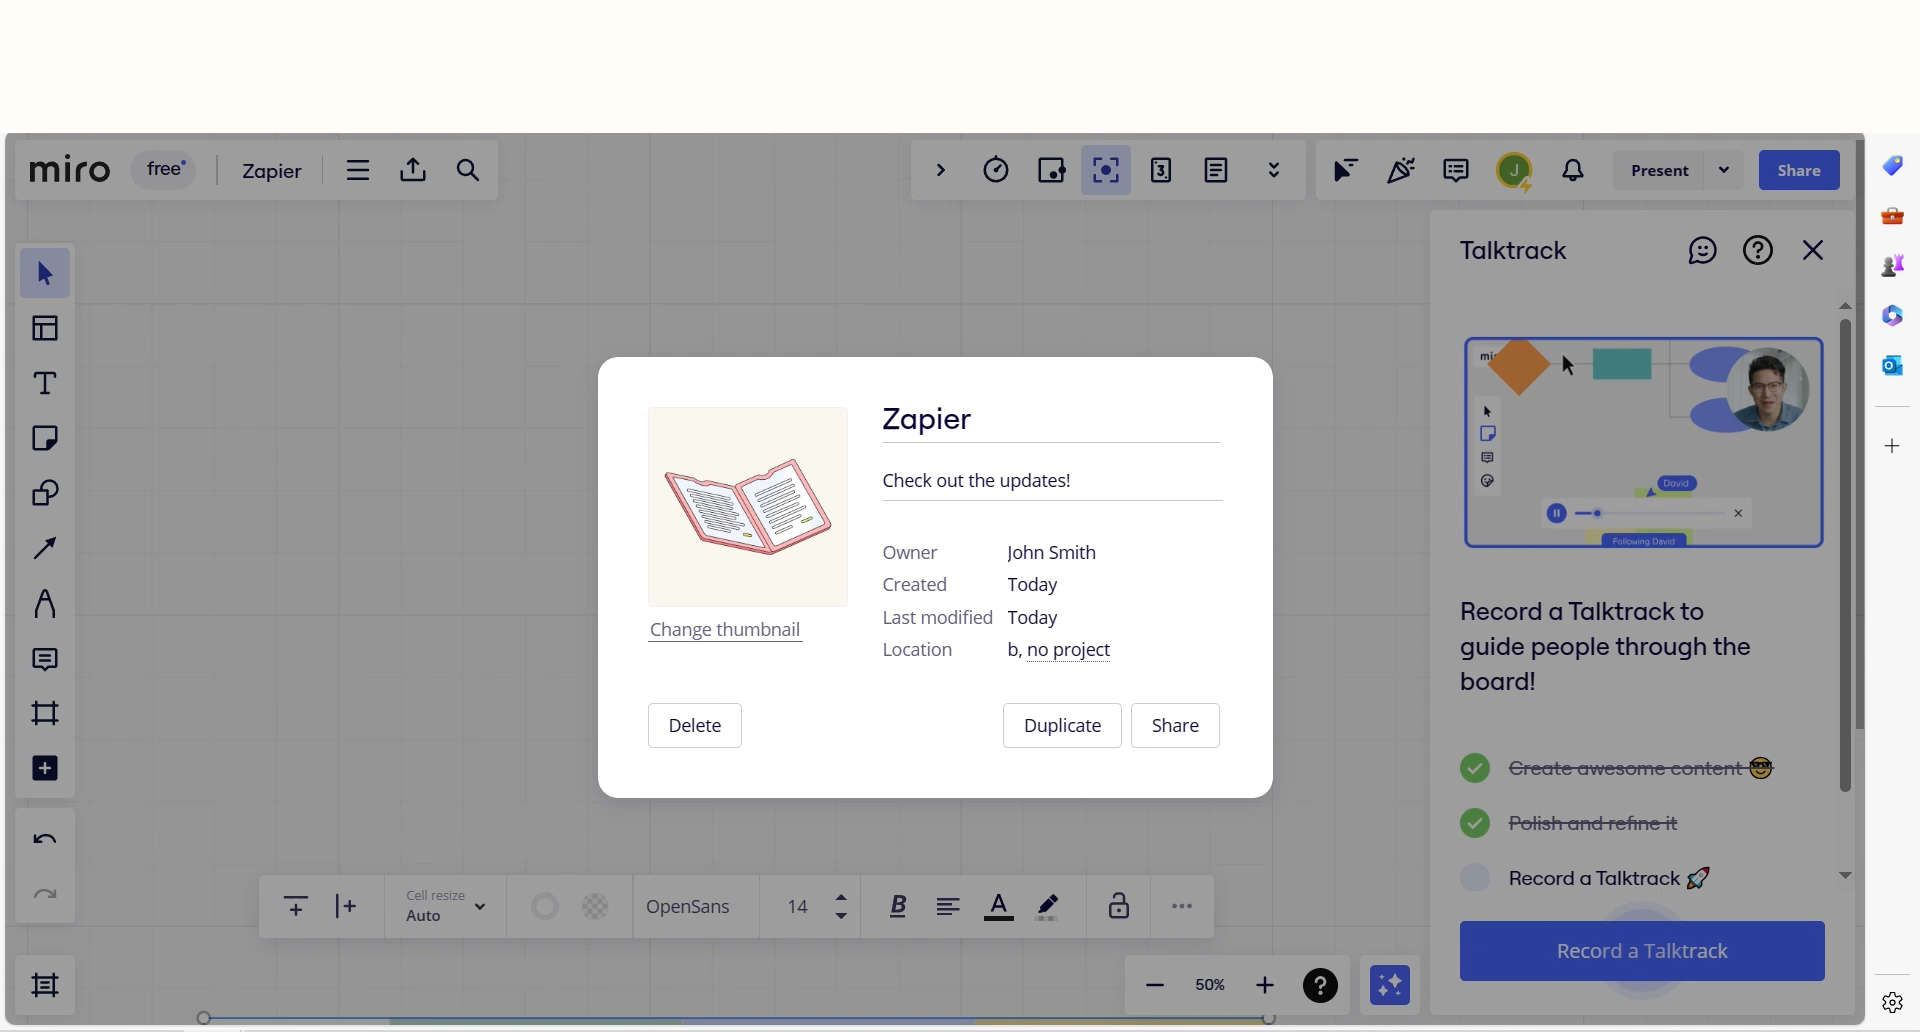 miro
free
Zapier
3
J
Present
Share
Talktrack
mi
David
Following David
Zapier
Check out the updates!
Owner John Smith
Created Today
Last modified Today
Location b, no project
Change thumbnail
Delete
Duplicate
Share
Record a Talktrack to
guide people through the
board!
Create awesome content
Polish and refine it
Record a Talktrack
Record a Talktrack
Cell resize
Auto
OpenSans
14
B
A
50%
?